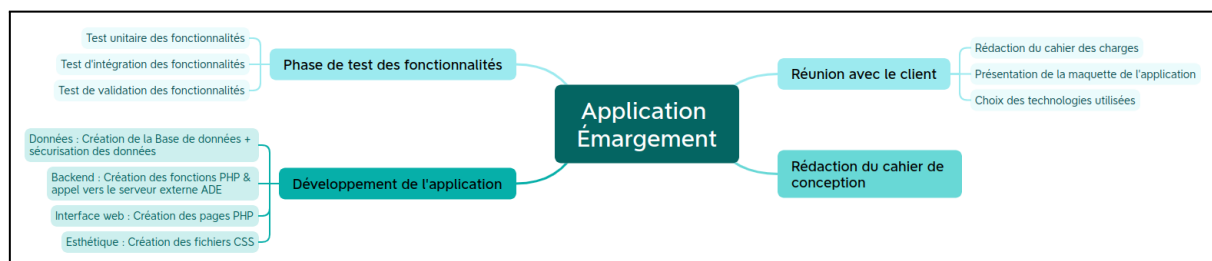 Application
Émargement
Réunion avec le client
Rédaction du cahier des charges
Présentation de la maquette de l'application
Choix des technologies utilisées
Rédaction du cahier de
conception
Phase de test des fonctionnalités
Test unitaire des fonctionnalités
Test d'intégration des fonctionnalités
Test de validation des fonctionnalités
Développement de l'application
Données : Création de la Base de données +
sécurisation des données
Backend : Création des fonctions PHP &
appel vers le serveur externe ADE
Interface web : Création des pages PHP
Esthétique : Création des fichiers CSS